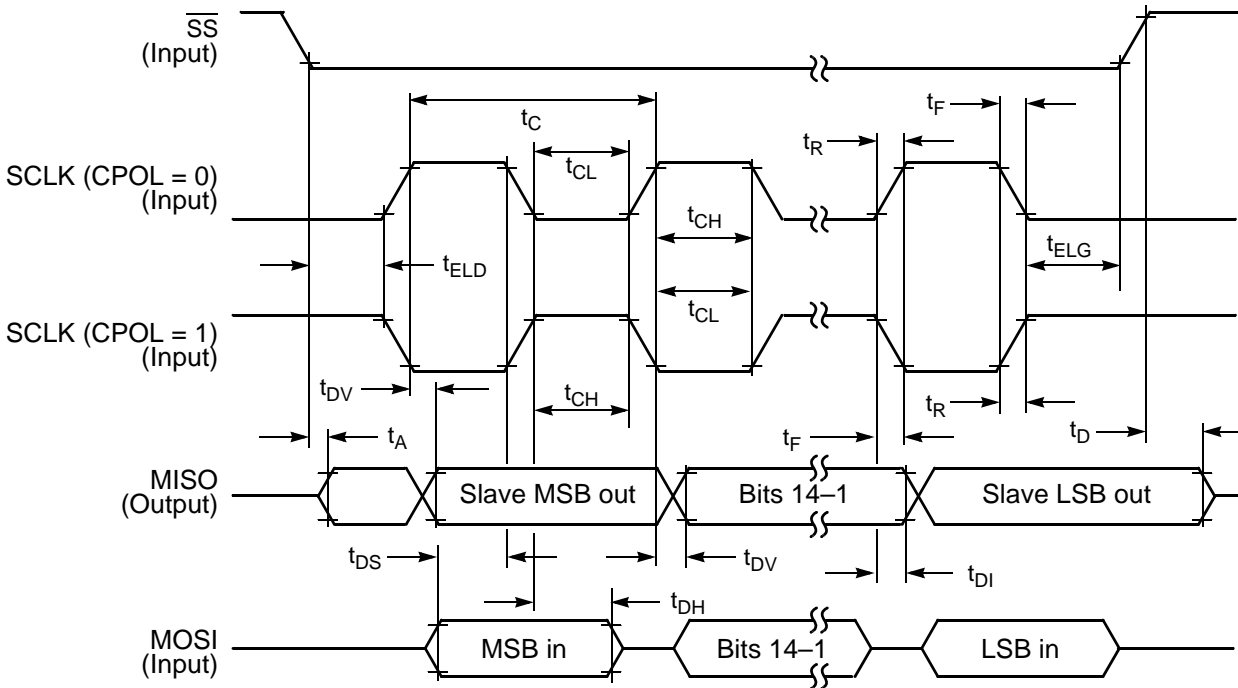 SS
(Input)
t_C
t_F
t_R
t_CL
SCLK (CPOL = 0)
(Input)
t_CH
t_ELD
t_ELG
t_CL
SCLK (CPOL = 1)
(Input)
t_DV
t_CH
t_R
t_A
t_F
t_D
MISO
(Output)
Slave MSB out
Bits 14–1
Slave LSB out
t_DS
t_DV
t_DI
t_DH
MOSI
(Input)
MSB in
Bits 14–1
LSB in